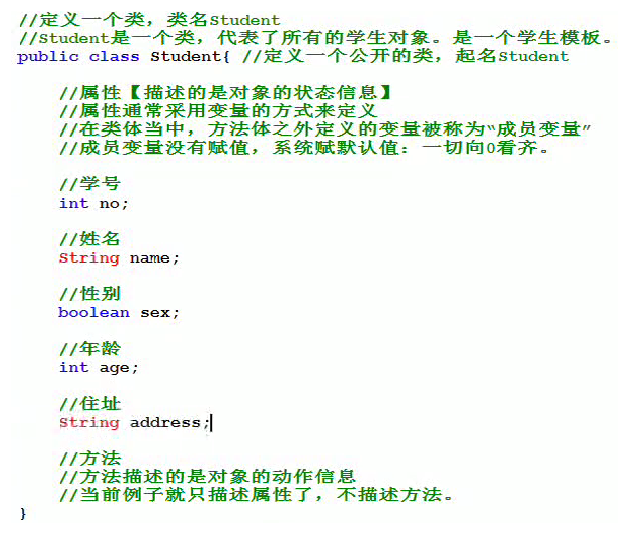 //定义一个类，类名Student
//Student是一个类，代表了所有的学生对象。是一个学生模板。
public class Student{ //定义一个公开的类，起名Student
//属性【描述的是对象的状态信息】
//属性通常采用变量的方式来定义
//在类体当中，方法体之外定义的变量被称为“成员变量”
//成员变量没有赋值，系统赋默认值：一切向0看齐。
//学号
int no;
//姓名
String name;
//性别
boolean sex;
//年龄
int age;
//住址
String address;
//方法
//方法描述的是对象的动作信息
//当前例子就只描述属性了，不描述方法。
}